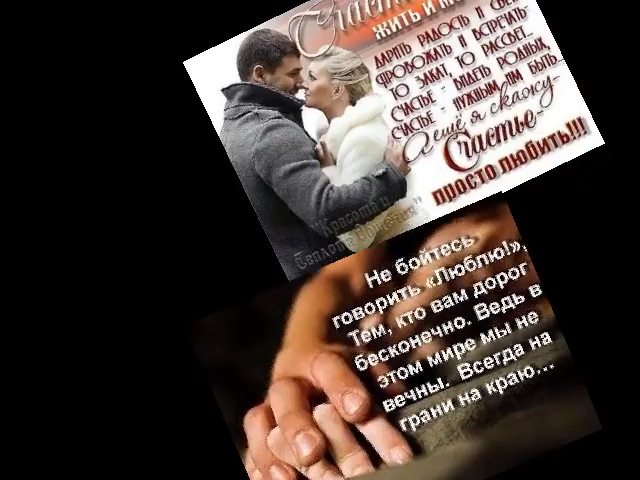 Счастье
ЖИТЬ И
ДАРИТЬ РАДОСТЬ И
ПРОВОЖАТЬ И ВСТРЕЧАТЬ
ТО ЗАКАТ, ТО РАССВЕТ...
СЧАСТЬЕ - ВИДЕТЬ РОДНЫХ,
СЧАСТЬЕ - НУЖНЫМ ИМ БЫТЬ...
А ещё я скажу-
Счастье-
просто любить!!!
Красота и
Не бойтесь
говорить «Люблю!»,
Тем, кто вам дорог
бесконечно. Ведь в
этом мире мы не
вечны. Всегда на
грани на краю...